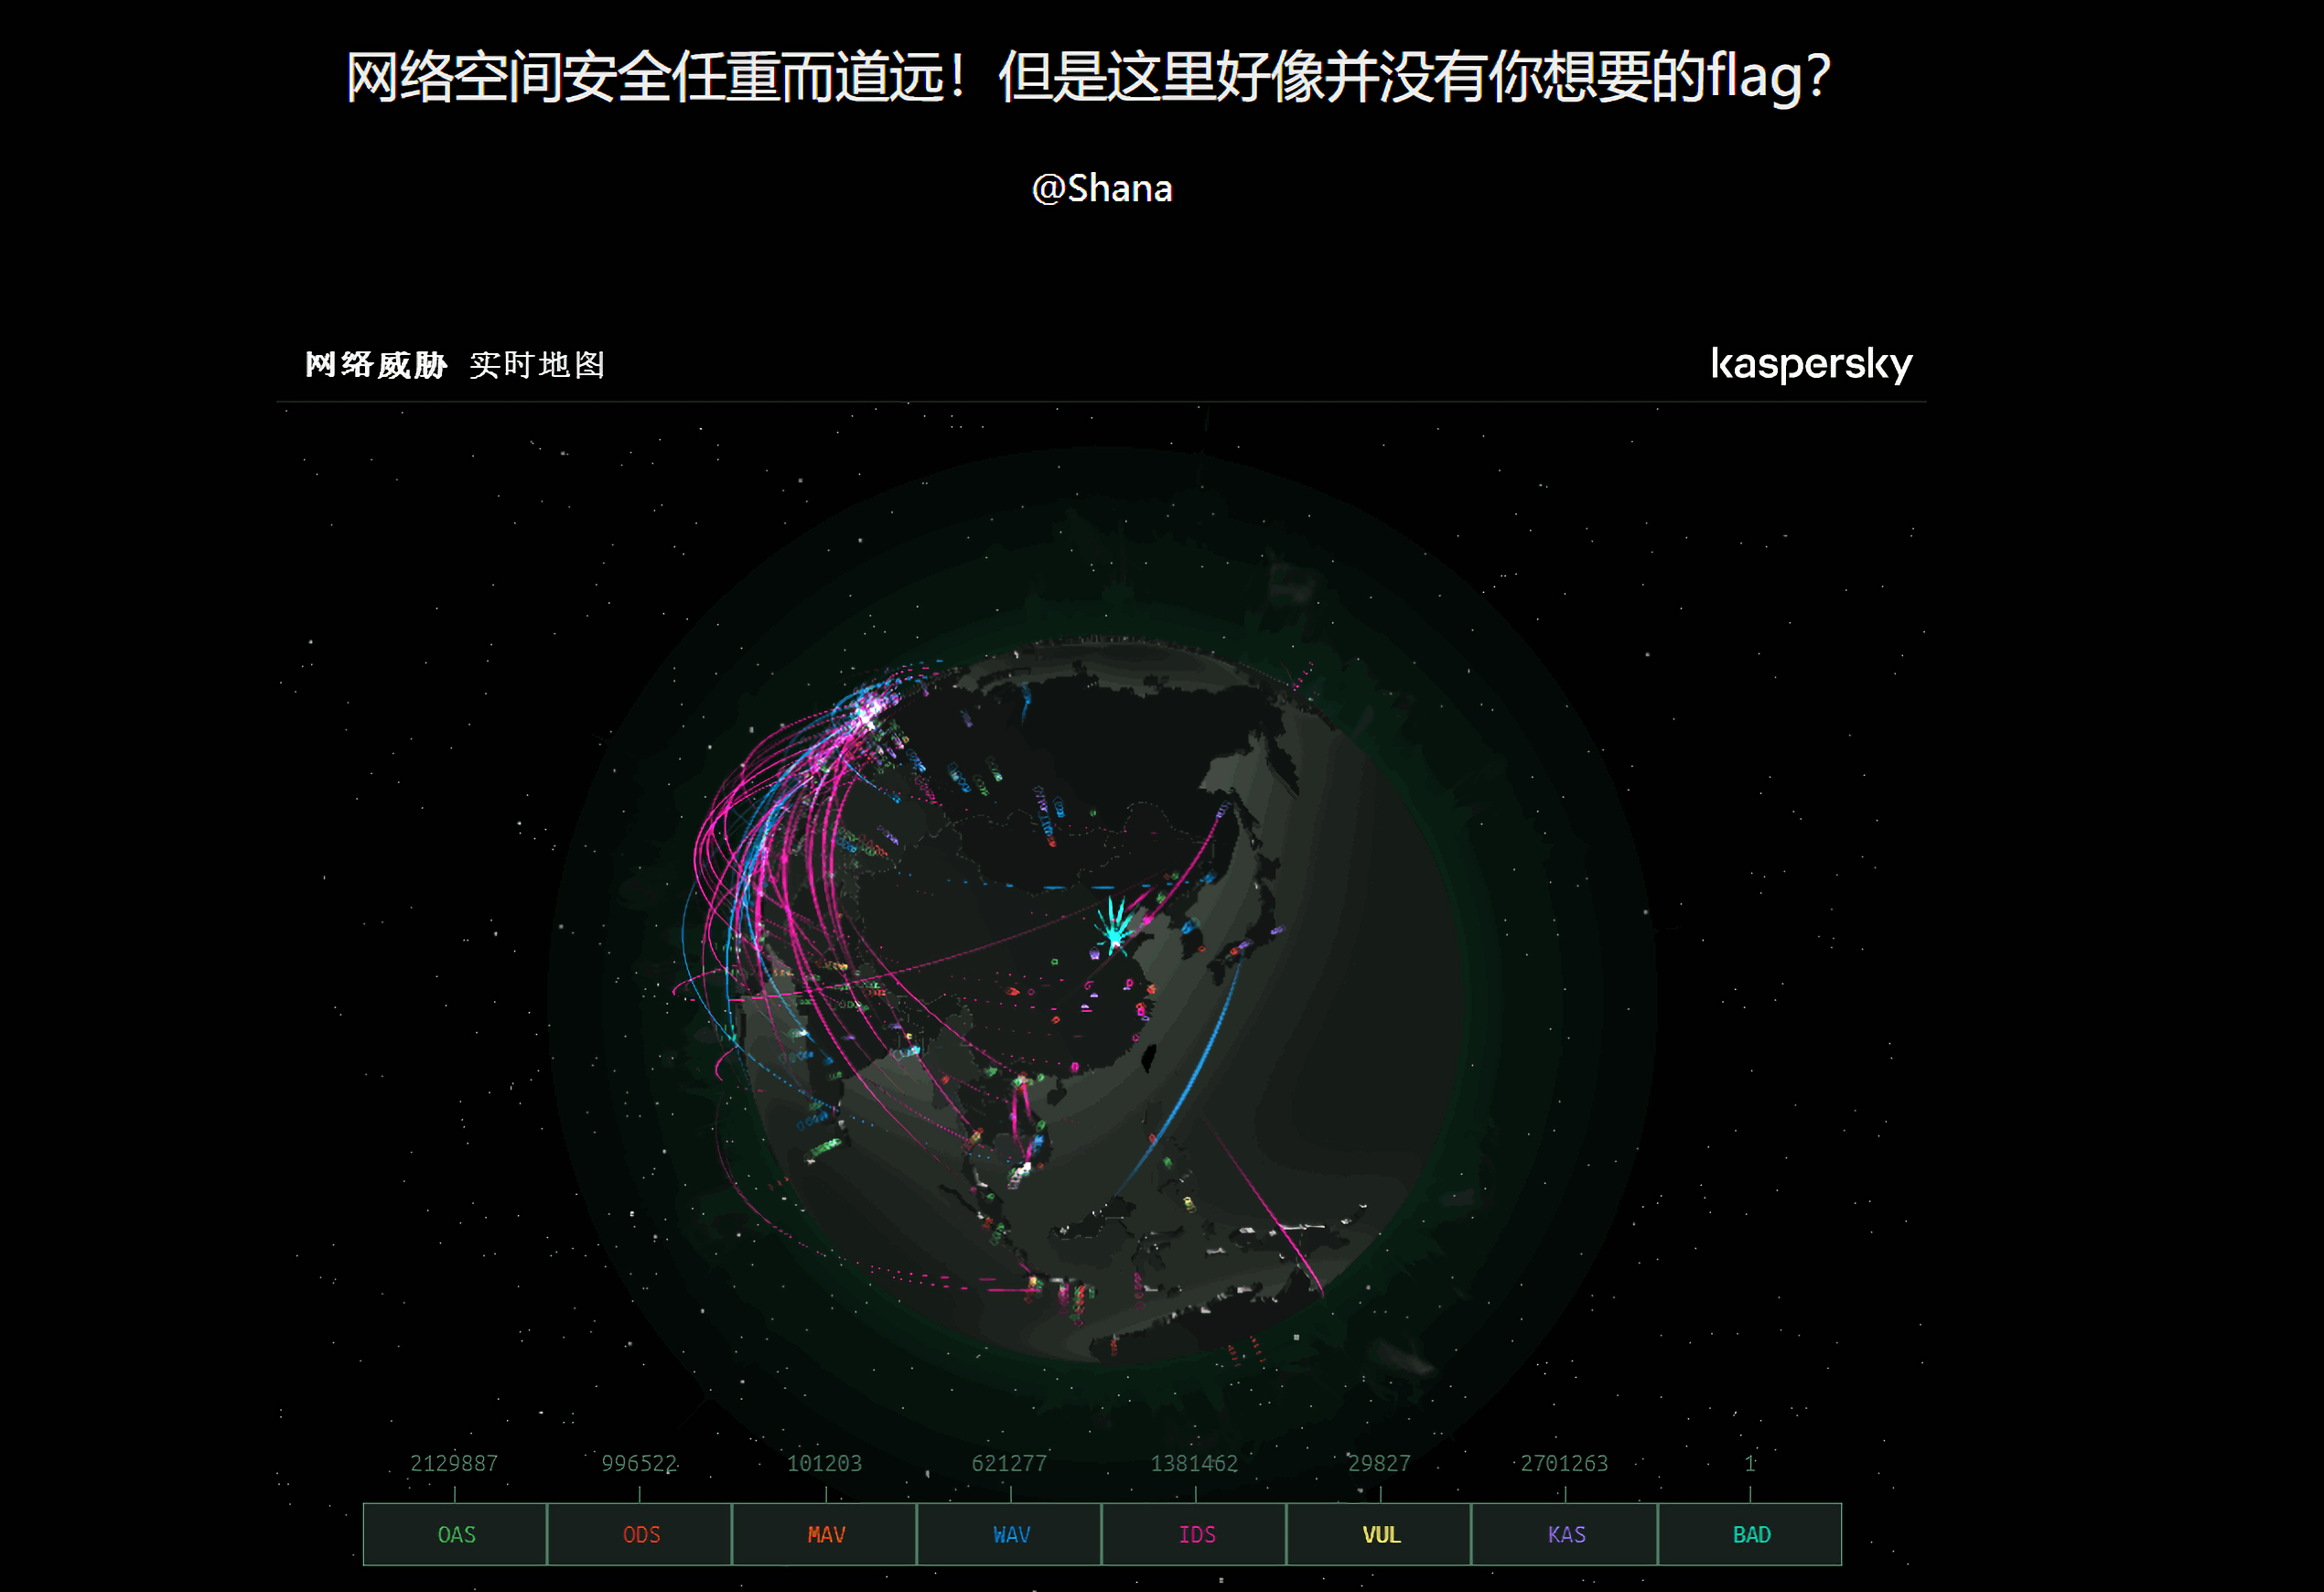 网络空间安全任重而道远！但是这里好像并没有你想要的flag？
@Shana
网络威胁 实时地图
kaspersky
2129887 996522 101203 621277 1381462 29827 2701263 1
OAS ODS MAV WAV IDS VUL KAS BAD